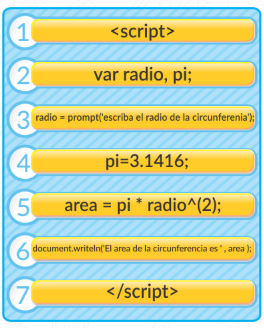 1 <script>
2 var radio, pi;
3 radio = prompt('escriba el radio de la circunferenia');
4 pi=3.1416;
5 area = pi * radio^(2);
6 document.writeln('El area de la circunferencia es ' , area );
7 </script>